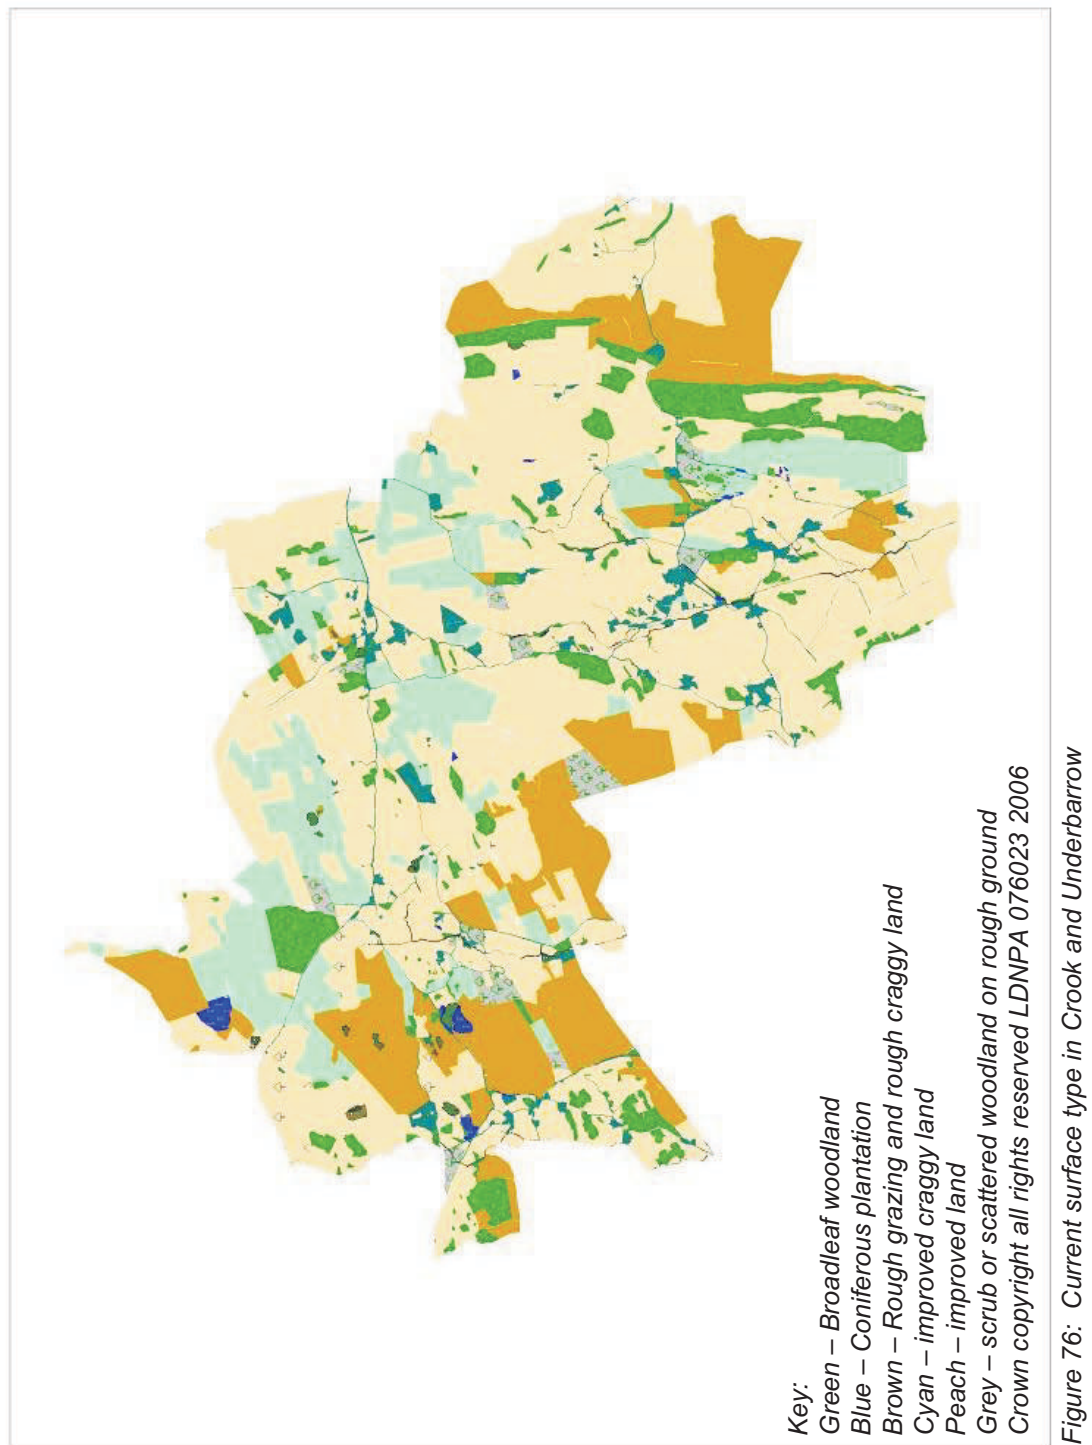 Key:
Green – Broadleaf woodland
Blue – Coniferous plantation
Brown – Rough grazing and rough craggy land
Cyan – improved craggy land
Peach – improved land
Grey – scrub or scattered woodland on rough ground
Crown copyright all rights reserved LDNPA 076023 2006
Figure 76: Current surface type in Crook and Underbarrow